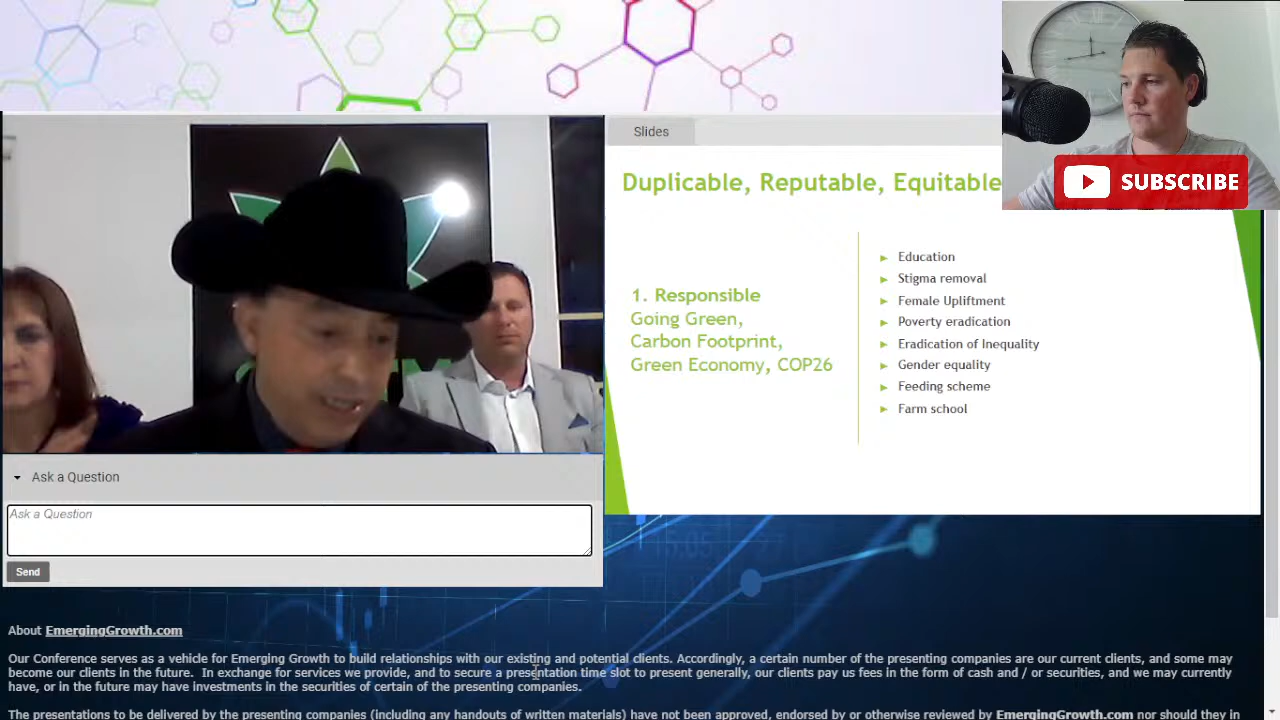 Slides
SUBSCRIBE
Duplicable, Reputable, Equitable
1. Responsible
Going Green,
Carbon Footprint,
Green Economy, COP26
Education
Stigma removal
Female Upliftment
Poverty eradication
Eradication of Inequality
Gender equality
Feeding scheme
Farm school
Ask a Question
Ask a Question
Send
About EmergingGrowth.com
Our Conference serves as a vehicle for Emerging Growth to build relationships with our existing and potential clients. Accordingly, a certain number of the presenting companies are our current clients, and some may
become our clients in the future. In exchange for services we provide, and to secure a presentation time slot to present generally, our clients pay us fees in the form of cash and / or securities, and we may currently
have, or in the future may have investments in the securities of certain of the presenting companies.
The presentations to be delivered by the presenting companies (including any handouts of written materials) have not been approved, endorsed by or otherwise reviewed by EmergingGrowth.com nor should they in